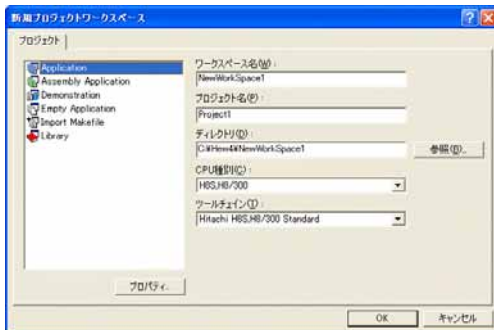 新規プロジェクトワークスペース
プロジェクト
Application
Assembly Application
Demonstration
Empty Application
Import Makefile
Library
プロパティ...
ワークスペース名(W) :
NewWorkSpace1
プロジェクト名(P) :
Project1
ディレクトリ(D) :
C:¥Hew4¥NewWorkSpace1
参照(B)...
CPU種別(C) :
H8S,H8/300
ツールチェイン(T) :
Hitachi H8S,H8/300 Standard
OK
キャンセル